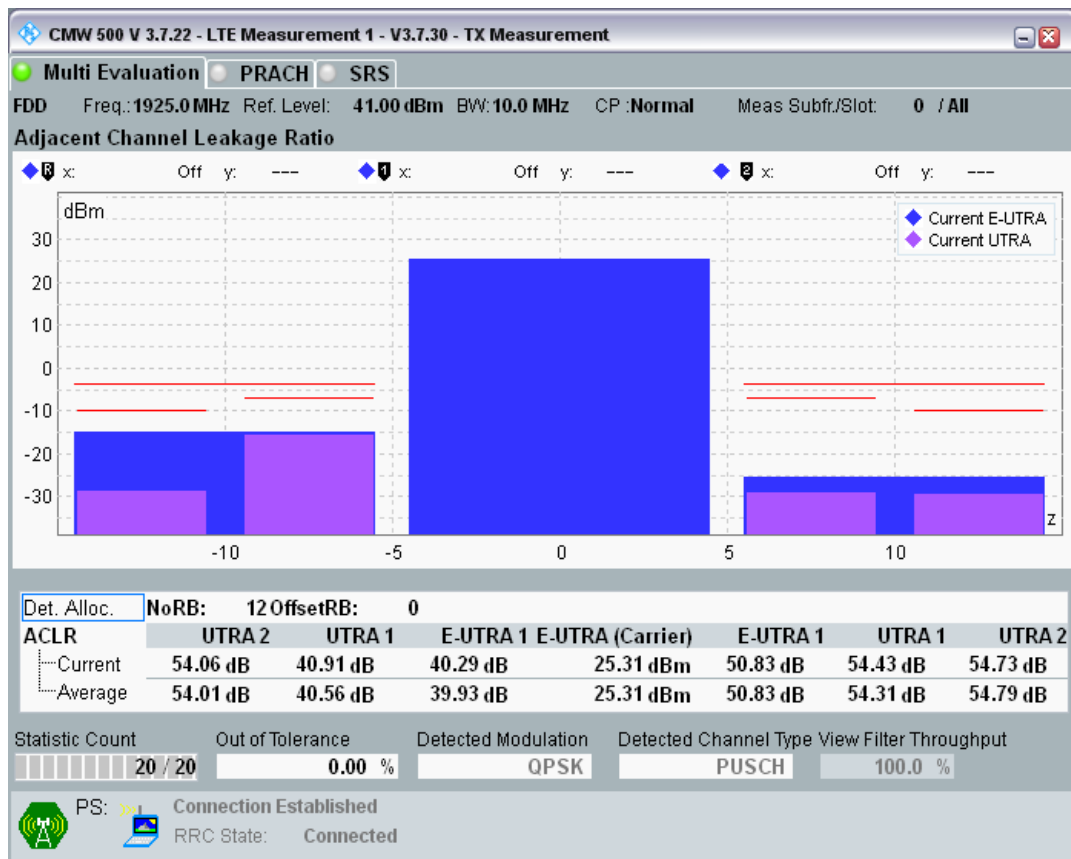 CMW 500 V 3.7.22 - LTE Measurement 1 - V3.7.30 - TX Measurement
Multi Evaluation PRACH SRS
FDD Freq.:1925.0 MHz Ref. Level: 41.00 dBm BW:10.0 MHz CP :Normal Meas Subfr./Slot: 0 / All
Adjacent Channel Leakage Ratio
R x: Off y: --- 1 x: Off y: --- 2 x: Off y: ---
dBm
Current E-UTRA
Current UTRA
30
20
10
0
-10
-20
-30
z
-10 -5 0 5 10
Det. Alloc. NoRB: 12 OffsetRB: 0
ACLR UTRA 2 UTRA 1 E-UTRA 1 E-UTRA (Carrier) E-UTRA 1 UTRA 1 UTRA 2
Current 54.06 dB 40.91 dB 40.29 dB 25.31 dBm 50.83 dB 54.43 dB 54.73 dB
Average 54.01 dB 40.56 dB 39.93 dB 25.31 dBm 50.83 dB 54.31 dB 54.79 dB
Statistic Count Out of Tolerance Detected Modulation Detected Channel Type View Filter Throughput
20 / 20 0.00 % QPSK PUSCH 100.0 %
PS: Connection Established
RRC State: Connected